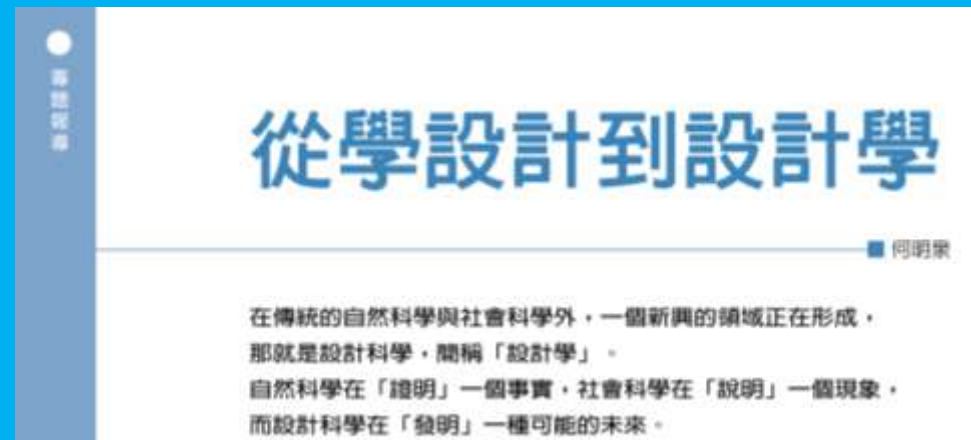 專題報導
從學設計到設計學
何明泉
在傳統的自然科學與社會科學外，一個新興的領域正在形成，
那就是設計科學，簡稱「設計學」。
自然科學在「證明」一個事實，社會科學在「說明」一個現象，
而設計科學在「發明」一種可能的未來。